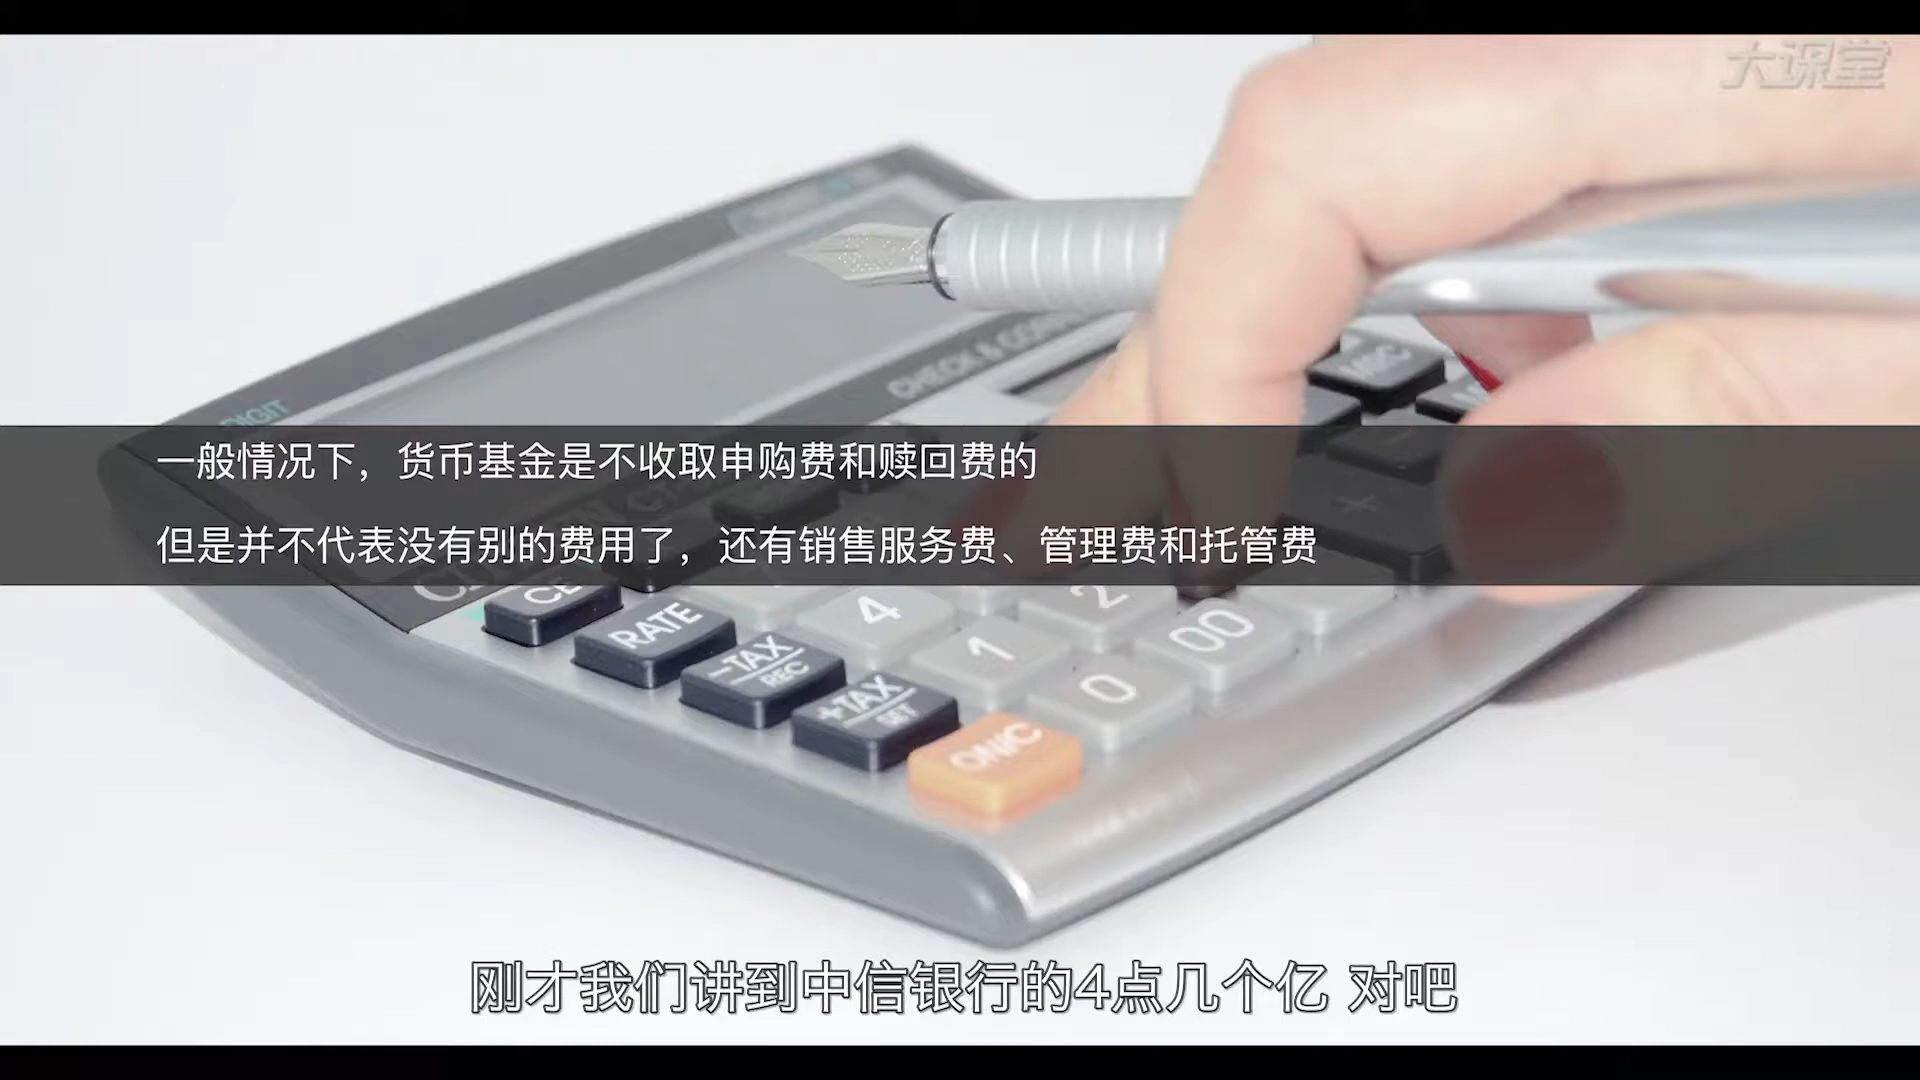 大课堂
DIGIT
一般情况下，货币基金是不收取申购费和赎回费的
但是并不代表没有别的费用了，还有销售服务费、管理费和托管费
CE
RATE
4
2
-TAX
REC
1
00
+TAX
SET
0
ON/C
刚才我们讲到中信银行的4点几个亿 对吧